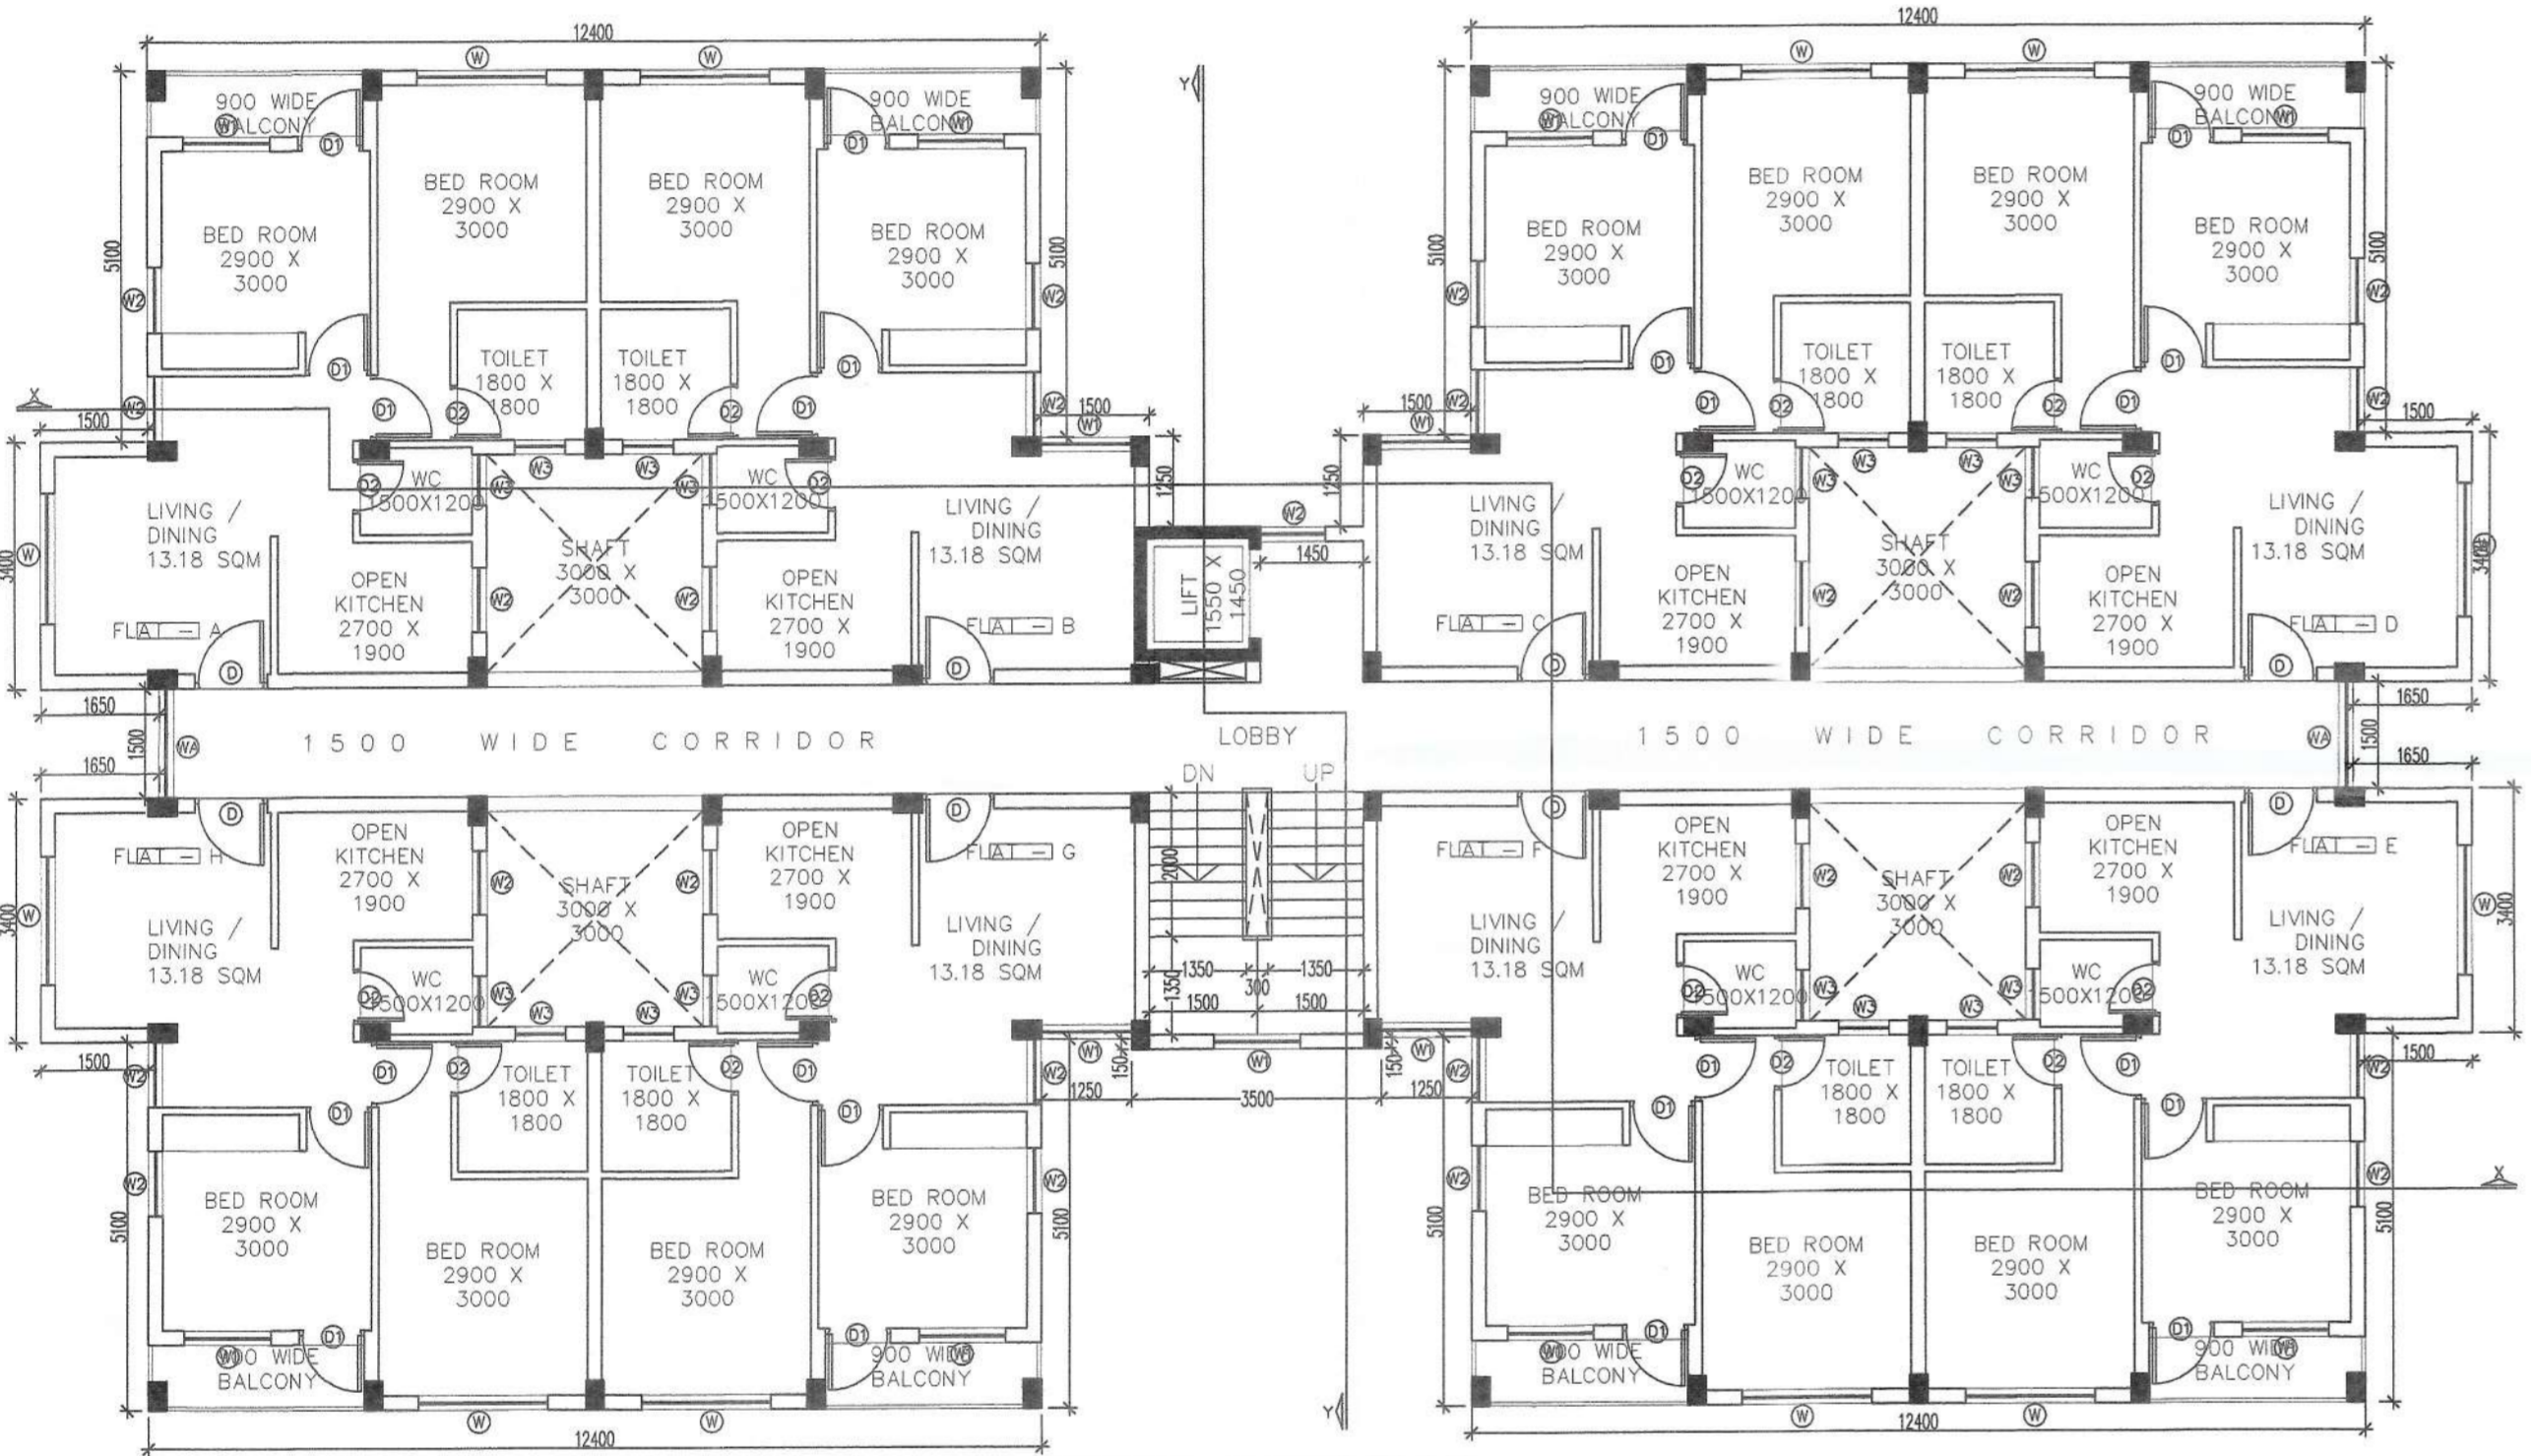 12400
12400
W
W
W
W
Y
900 WIDE
BALCONY
W1
D1
900 WIDE
BALCONY
W1
D1
900 WIDE
BALCONY
W1
D1
900 WIDE
BALCONY
W1
D1
BED ROOM
2900 X
3000
BED ROOM
2900 X
3000
BED ROOM
2900 X
3000
BED ROOM
2900 X
3000
BED ROOM
2900 X
3000
BED ROOM
2900 X
3000
BED ROOM
2900 X
3000
BED ROOM
2900 X
3000
5100
5100
5100
5100
W2
W2
W2
W2
TOILET
1800 X
1800
TOILET
1800 X
1800
TOILET
1800 X
1800
TOILET
1800 X
1800
D1
D1
D1
D1
X
1500
W2
D1
D2
D2
D1
W2
1500
W1
1500
W1
W2
D1
D2
D2
D1
W2
1500
D2
WC
1500X1200
W3
W3
W3
W3
WC
1500X1200
D2
1250
1250
D2
WC
1500X1200
W3
W3
W3
W3
WC
1500X1200
D2
LIVING /
DINING
13.18 SQM
LIVING /
DINING
13.18 SQM
LIVING /
DINING
13.18 SQM
LIVING /
DINING
13.18 SQM
W2
1450
3400
W
3400
SHAFT
3000 X
3000
SHAFT
3000 X
3000
OPEN
KITCHEN
2700 X
1900
W2
W2
OPEN
KITCHEN
2700 X
1900
LIFT
1550 X
1450
OPEN
KITCHEN
2700 X
1900
W2
W2
OPEN
KITCHEN
2700 X
1900
FLAT - A
FLAT - B
FLAT - C
FLAT - D
D
D
D
D
1650
1650
1500
WA
1500 WIDE CORRIDOR
LOBBY
1500 WIDE CORRIDOR
WA
1500
1650
1650
DN
UP
D
D
D
D
FLAT - H
FLAT - G
FLAT - F
FLAT - E
OPEN
KITCHEN
2700 X
1900
W2
W2
OPEN
KITCHEN
2700 X
1900
OPEN
KITCHEN
2700 X
1900
W2
W2
OPEN
KITCHEN
2700 X
1900
SHAFT
3000 X
3000
SHAFT
3000 X
3000
2000
3400
W
W
3400
LIVING /
DINING
13.18 SQM
LIVING /
DINING
13.18 SQM
LIVING /
DINING
13.18 SQM
LIVING /
DINING
13.18 SQM
D2
WC
1500X1200
W3
W3
W3
W3
WC
1500X1200
D2
1350
1350
1350
300
1500
1500
D2
WC
1500X1200
W3
W3
W3
W3
WC
1500X1200
D2
1500
W2
D1
D2
D2
D1
W2
W1
150
W1
150
W1
W2
D1
D2
D2
D1
W2
1500
1250
3500
1250
TOILET
1800 X
1800
TOILET
1800 X
1800
TOILET
1800 X
1800
TOILET
1800 X
1800
D1
D1
D1
D1
W2
W2
W2
W2
X
5100
5100
5100
5100
BED ROOM
2900 X
3000
BED ROOM
2900 X
3000
BED ROOM
2900 X
3000
BED ROOM
2900 X
3000
BED ROOM
2900 X
3000
BED ROOM
2900 X
3000
BED ROOM
2900 X
3000
BED ROOM
2900 X
3000
D1
D1
D1
D1
900 WIDE
BALCONY
900 WIDE
BALCONY
900 WIDE
BALCONY
900 WIDE
BALCONY
Y
W
W
W
W
12400
12400